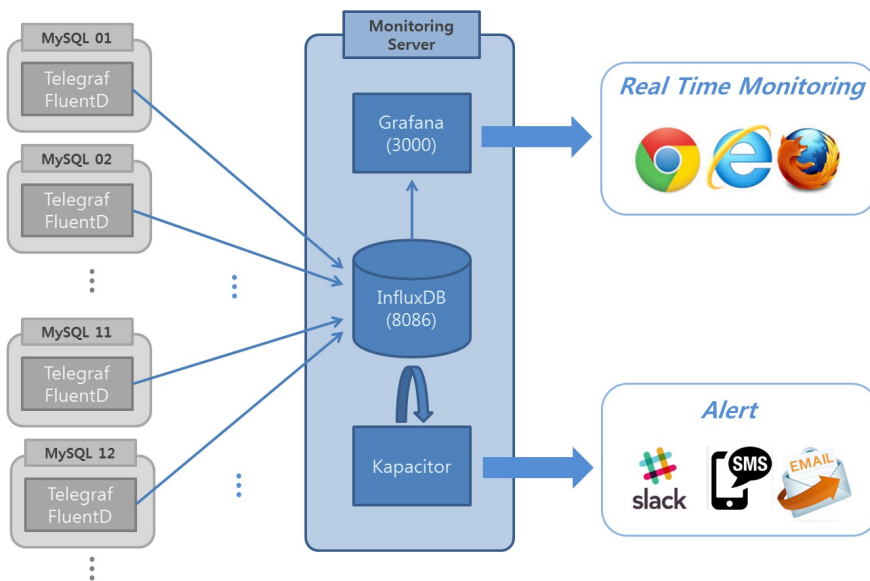 MySQL 01
Telegraf
FluentD
MySQL 02
Telegraf
FluentD
MySQL 11
Telegraf
FluentD
MySQL 12
Telegraf
FluentD
Monitoring
Server
Grafana
(3000)
InfluxDB
(8086)
Kapacitor
Real Time Monitoring
Alert
slack
SMS
EMAIL